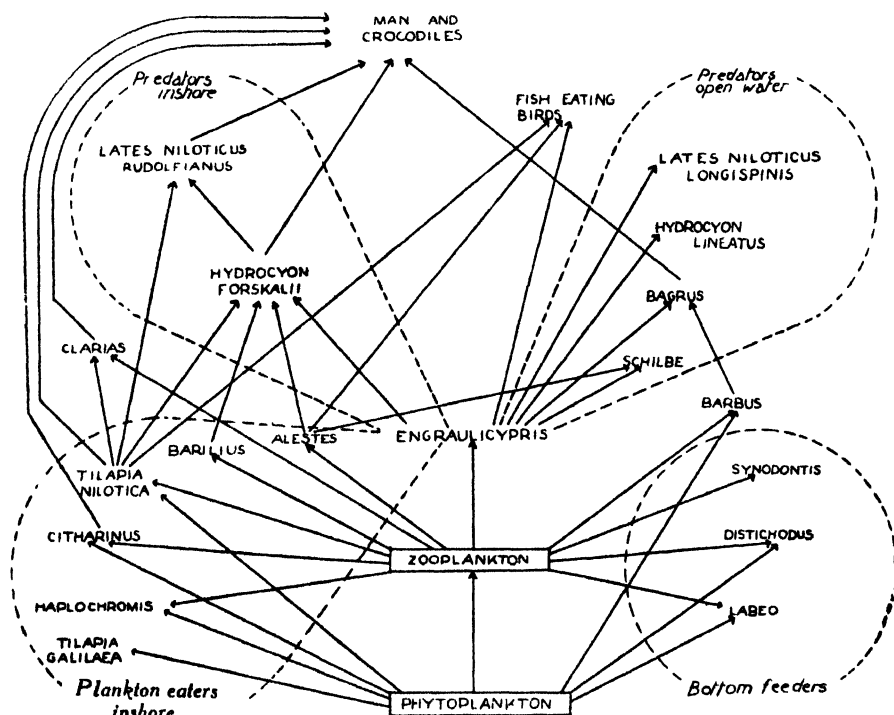 MAN AND
CROCODILES
Predators
inshore
Predators
open water
FISH EATING
BIRDS
LATES NILOTICUS
RUDOLFIANUS
LATES NILOTICUS
LONGISPINIS
HYDROCYON
LINEATUS
HYDROCYON
FORSKALII
BAGRUS
CLARIAS
SCHILBE
BARBUS
BARILIUS
ALESTES
ENGRAULICYPRIS
TILAPIA
NILOTICA
SYNODONTIS
CITHARINUS
DISTICHODUS
ZOOPLANKTON
HAPLOCHROMIS
LABEO
TILAPIA
GALILAEA
Plankton eaters
inshore
PHYTOPLANKTON
Bottom feeders